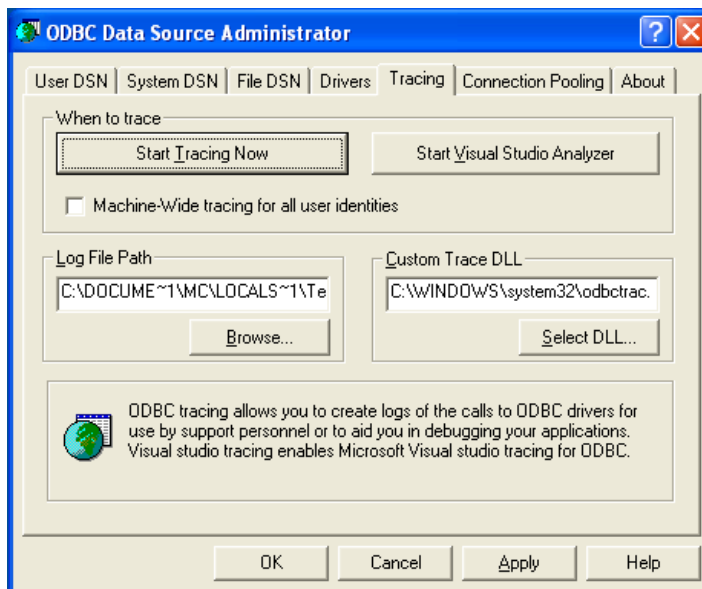 ODBC Data Source Administrator
User DSN System DSN File DSN Drivers Tracing Connection Pooling About
When to trace
Start Tracing Now Start Visual Studio Analyzer
Machine-Wide tracing for all user identities
Log File Path Custom Trace DLL
C:\DOCUME~1\MC\LOCALS~1\Te C:\WINDOWS\system32\odbctrac.
Browse... Select DLL...
ODBC tracing allows you to create logs of the calls to ODBC drivers for
use by support personnel or to aid you in debugging your applications.
Visual studio tracing enables Microsoft Visual studio tracing for ODBC.
OK Cancel Apply Help